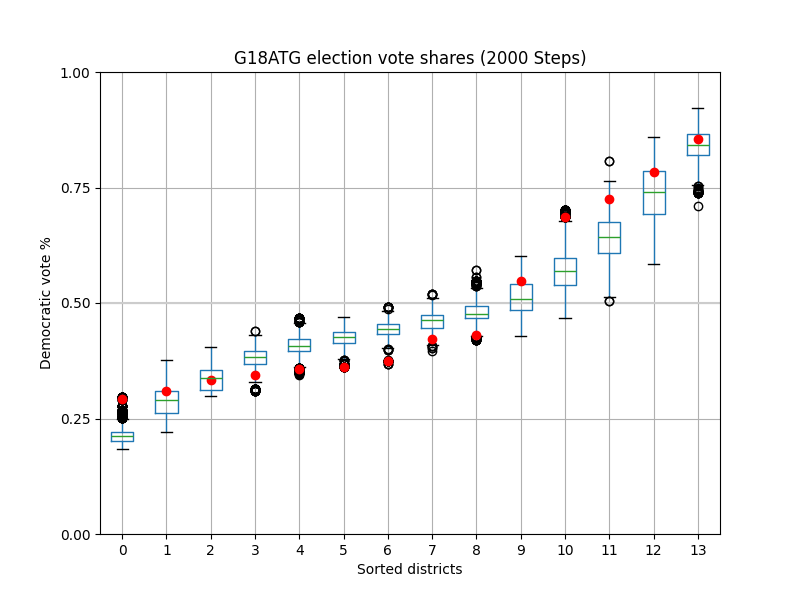 G18ATG election vote shares (2000 Steps)
1.00
0.75
0.50
0.25
0.00
Democratic vote %
0 1 2 3 4 5 6 7 8 9 10 11 12 13
Sorted districts